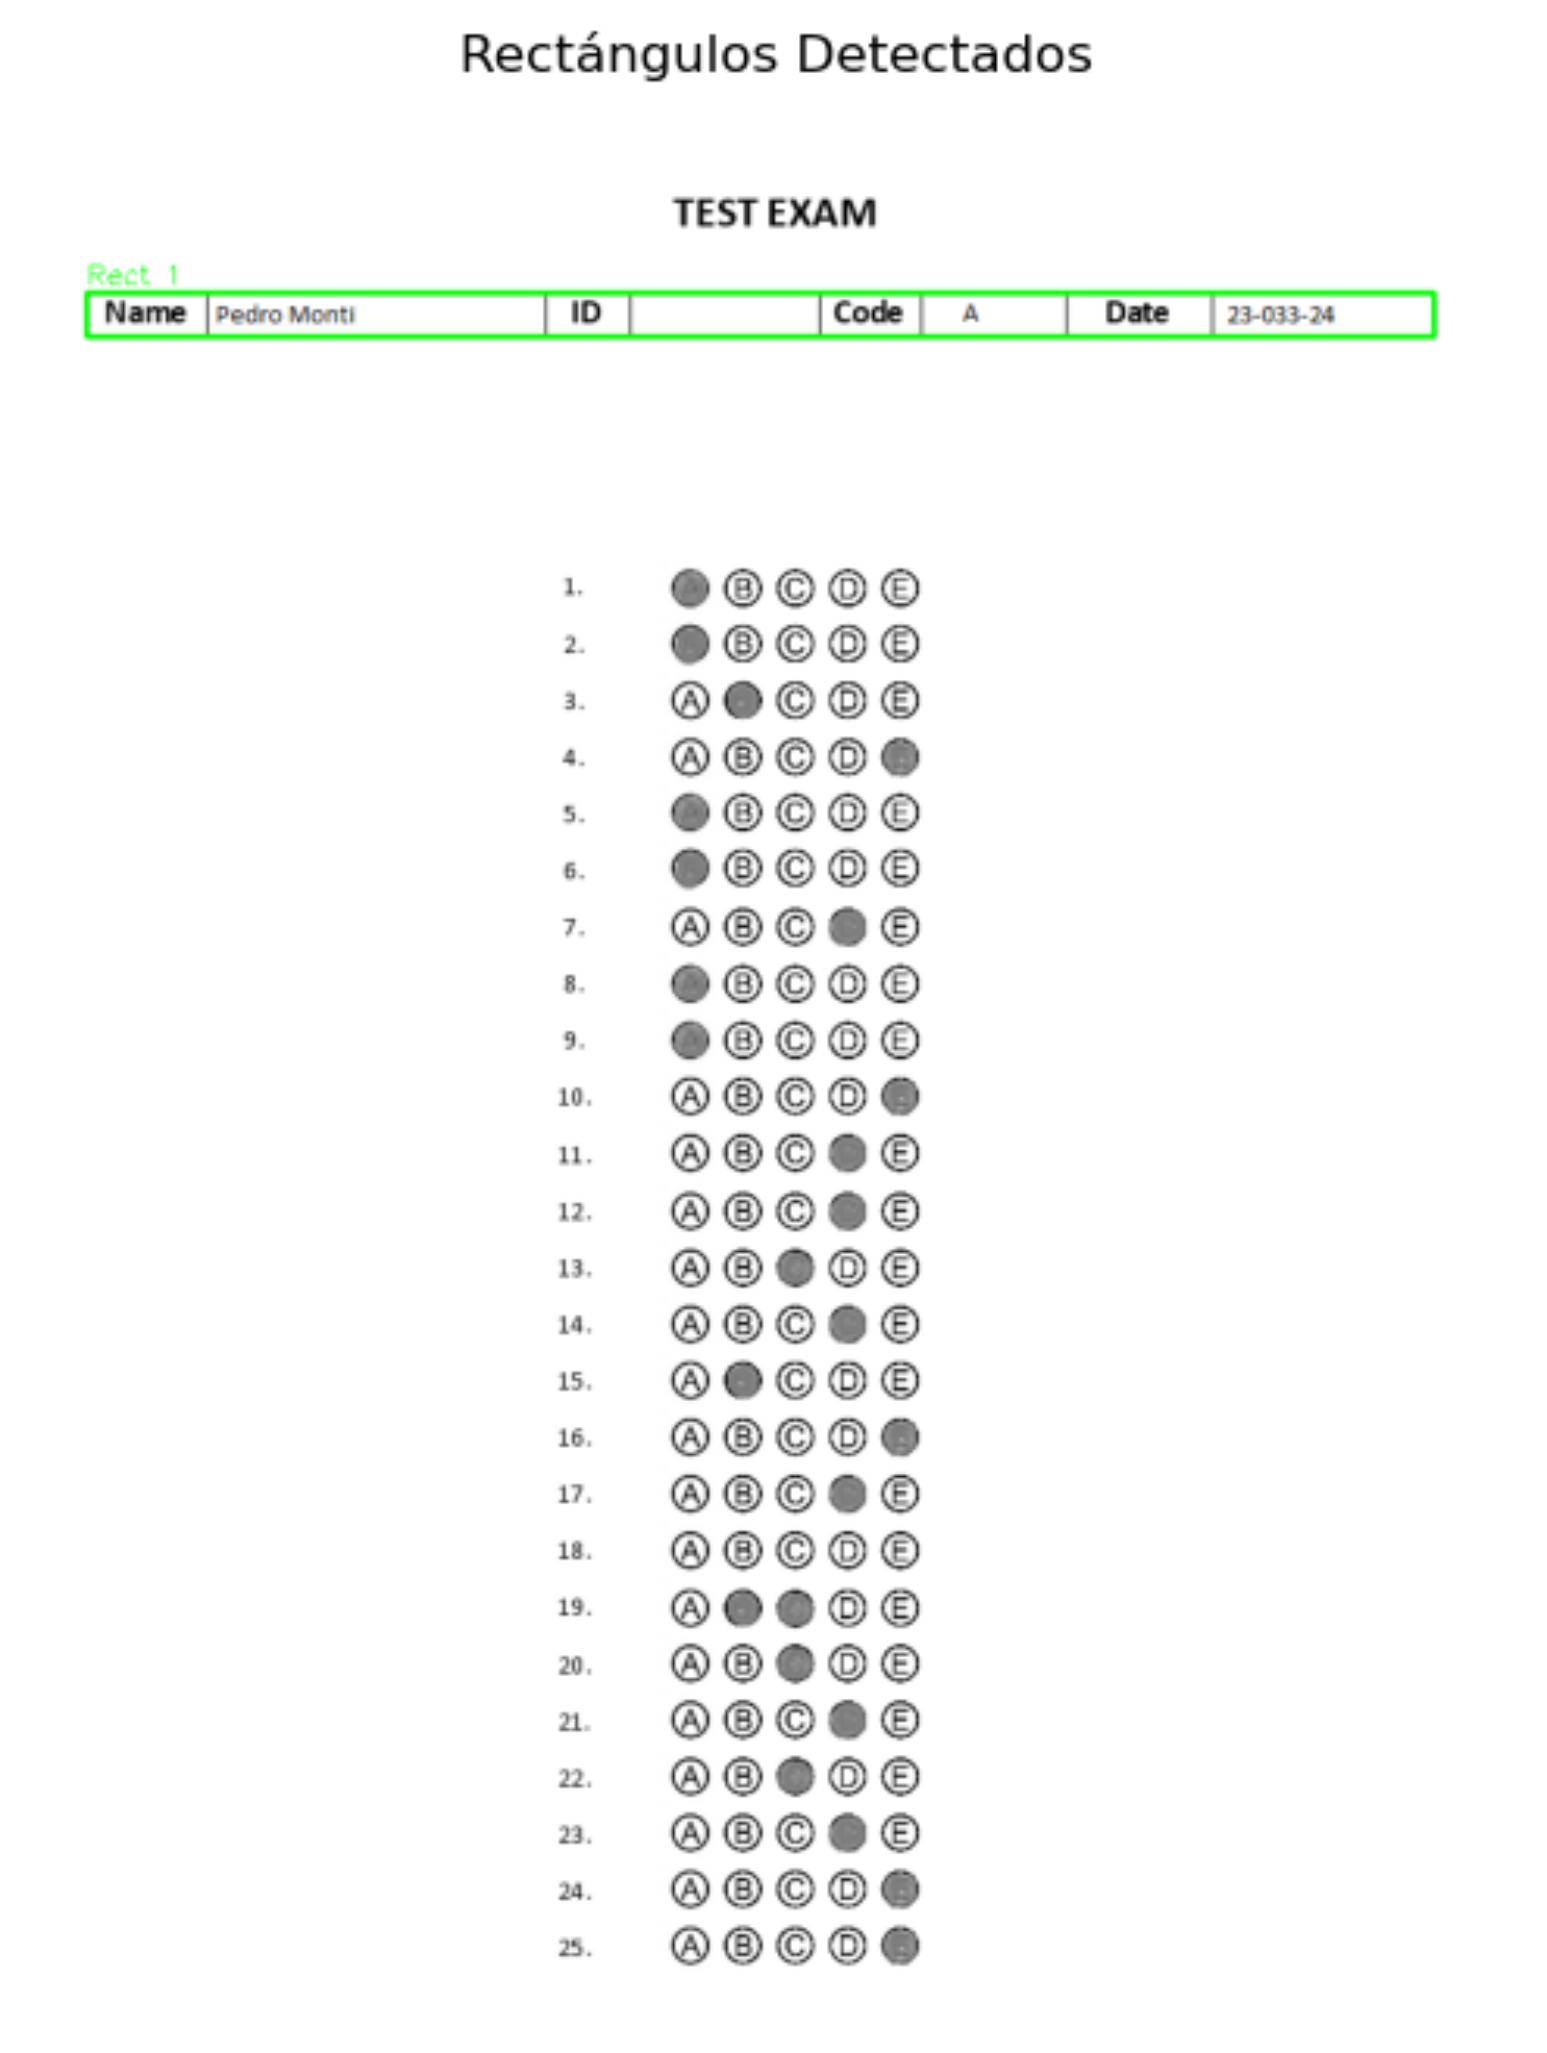 Rectángulos Detectados
TEST EXAM
Rect 1
Name Pedro Monti ID Code A Date 23-033-24
1. B C D E
2. B C D E
3. A C D E
4. A B C D
5. B C D E
6. B C D E
7. A B C E
8. B C D E
9. B C D E
10. A B C D
11. A B C E
12. A B C E
13. A B D E
14. A B C E
15. A C D E
16. A B C D
17. A B C E
18. A B C D E
19. A D E
20. A B D E
21. A B C E
22. A B D E
23. A B C E
24. A B C D
25. A B C D